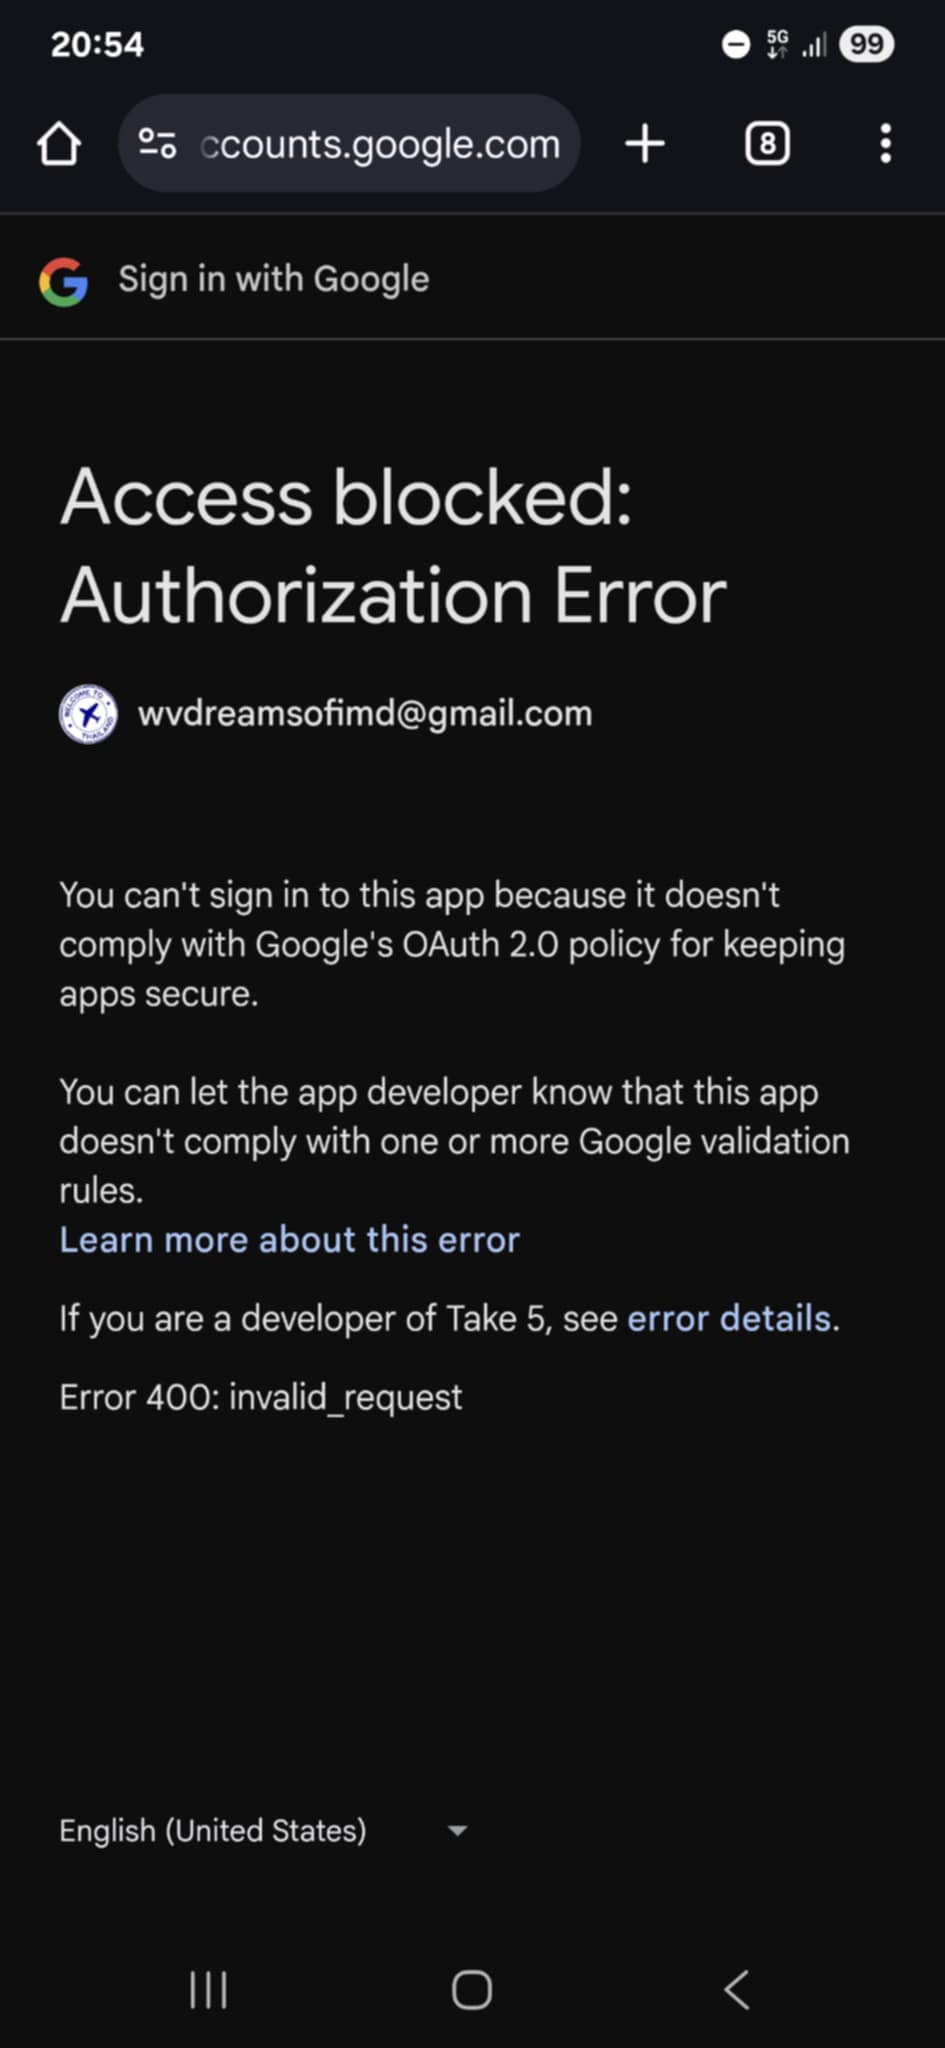 20:54
5G
99
ccounts.google.com
8
Sign in with Google
Access blocked:
Authorization Error
WELCOME TO
THAILAND
wvdreamsofimd@gmail.com
You can't sign in to this app because it doesn't
comply with Google's OAuth 2.0 policy for keeping
apps secure.
You can let the app developer know that this app
doesn't comply with one or more Google validation
rules.
Learn more about this error
If you are a developer of Take 5, see error details.
Error 400: invalid_request
English (United States)